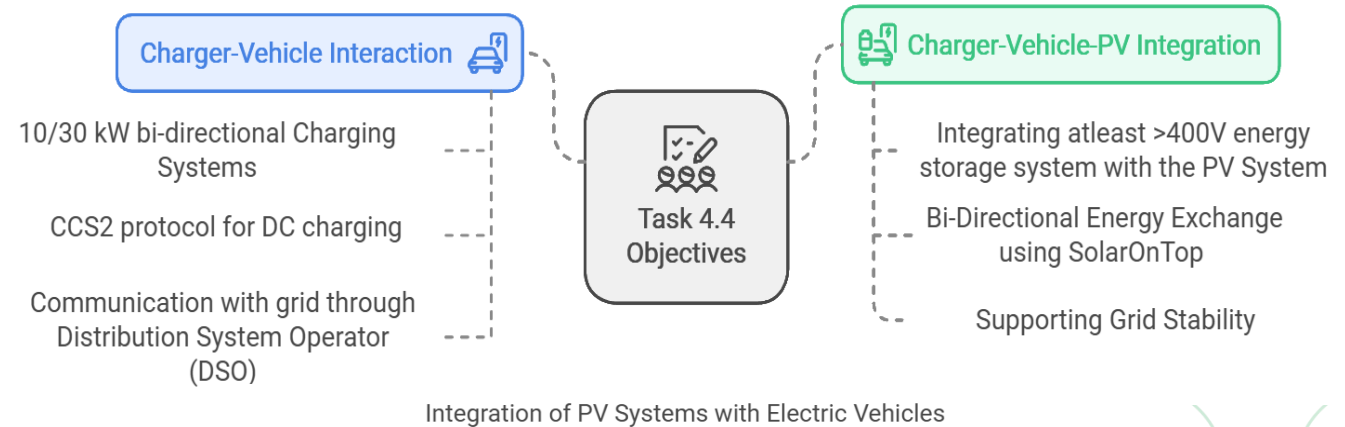 Charger-Vehicle Interaction
10/30 kW bi-directional Charging
Systems
CCS2 protocol for DC charging
Communication with grid through
Distribution System Operator
(DSO)
Task 4.4
Objectives
Charger-Vehicle-PV Integration
Integrating atleast >400V energy
storage system with the PV System
Bi-Directional Energy Exchange
using SolarOnTop
Supporting Grid Stability
Integration of PV Systems with Electric Vehicles